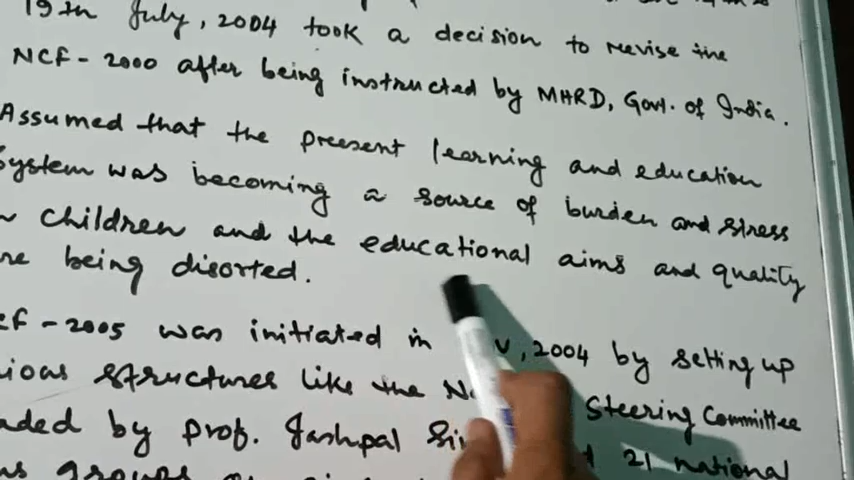 19th July, 2004 took a decision to revise the
NCF - 2000 after being instructed by MHRD, Govt. of India.
Assumed that the present learning and education
System was becoming a source of burden and stress
children and the educational aims and quality
being disorted.
- 2005 was initiated in 2004 by setting up
structures like the Steering Committee
by prof. Jashpal 21 national
groups